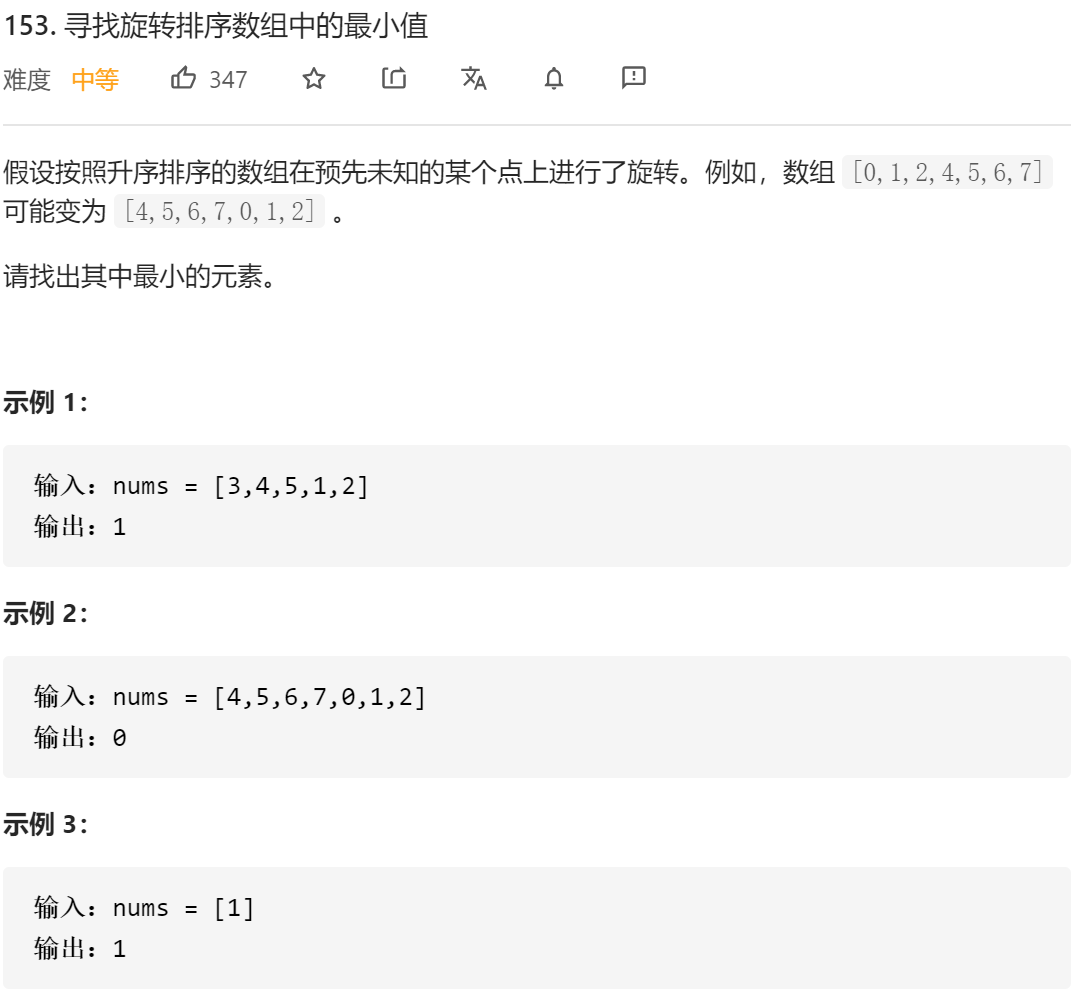 153. 寻找旋转排序数组中的最小值
难度 中等 347
假设按照升序排序的数组在预先未知的某个点上进行了旋转。例如，数组 [0,1,2,4,5,6,7]
可能变为 [4,5,6,7,0,1,2] 。
请找出其中最小的元素。
示例 1：
输入：nums = [3,4,5,1,2]
输出：1
示例 2：
输入：nums = [4,5,6,7,0,1,2]
输出：0
示例 3：
输入：nums = [1]
输出：1